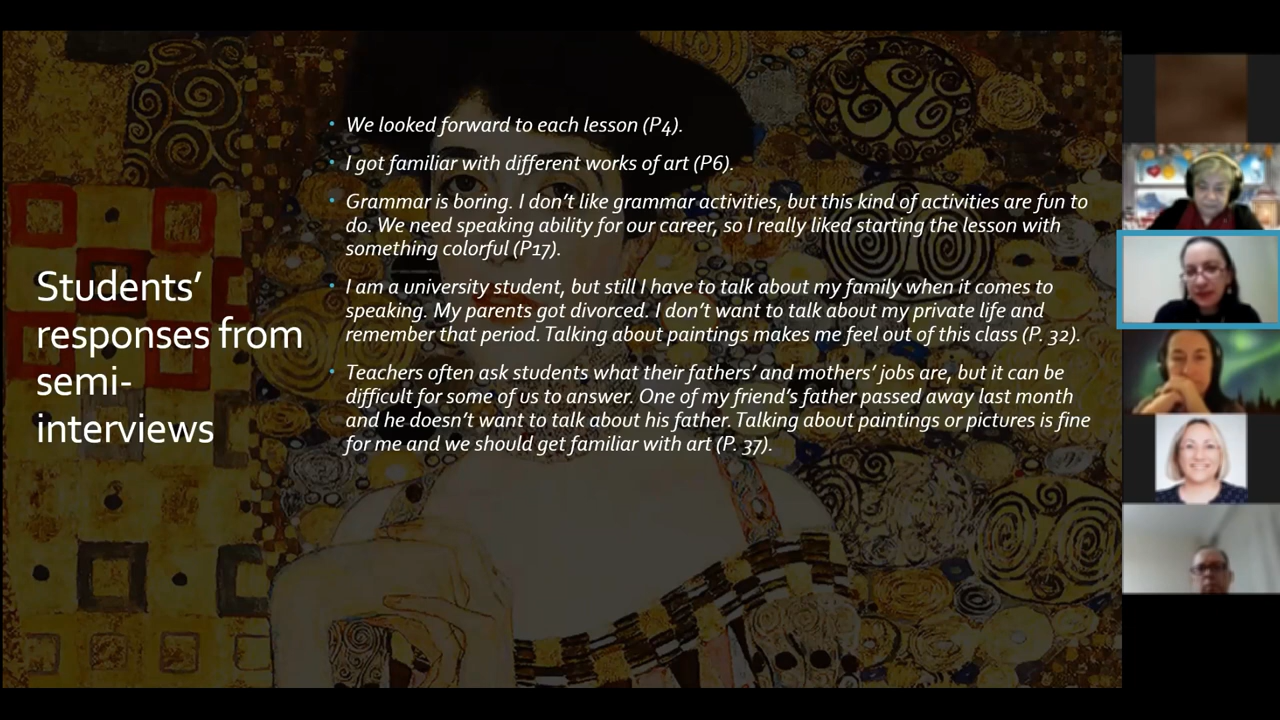 Students’
responses from
semi-
interviews
• We looked forward to each lesson (P4).
• I got familiar with different works of art (P6).
• Grammar is boring. I don’t like grammar activities, but this kind of activities are fun to
do. We need speaking ability for our career, so I really liked starting the lesson with
something colorful (P17).
• I am a university student, but still I have to talk about my family when it comes to
speaking. My parents got divorced. I don’t want to talk about my private life and
remember that period. Talking about paintings makes me feel out of this class (P. 32).
• Teachers often ask students what their fathers’ and mothers’ jobs are, but it can be
difficult for some of us to answer. One of my friend’s father passed away last month
and he doesn’t want to talk about his father. Talking about paintings or pictures is fine
for me and we should get familiar with art (P. 37).